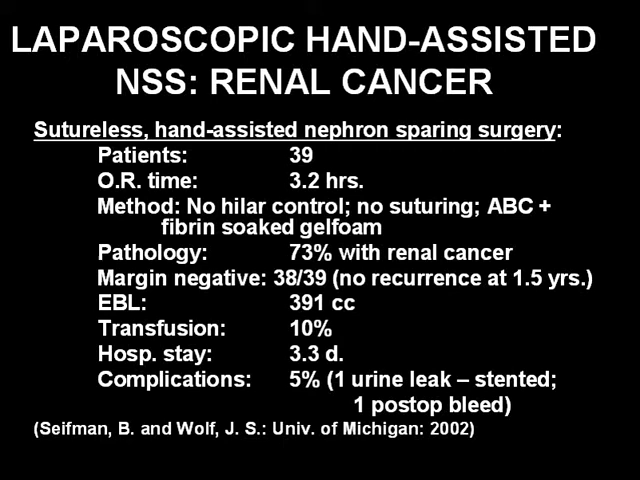 LAPAROSCOPIC HAND-ASSISTED
NSS: RENAL CANCER
Sutureless, hand-assisted nephron sparing surgery:
Patients: 39
O.R. time: 3.2 hrs.
Method: No hilar control; no suturing; ABC +
fibrin soaked gelfoam
Pathology: 73% with renal cancer
Margin negative: 38/39 (no recurrence at 1.5 yrs.)
EBL: 391 cc
Transfusion: 10%
Hosp. stay: 3.3 d.
Complications: 5% (1 urine leak – stented;
1 postop bleed)
(Seifman, B. and Wolf, J. S.: Univ. of Michigan: 2002)